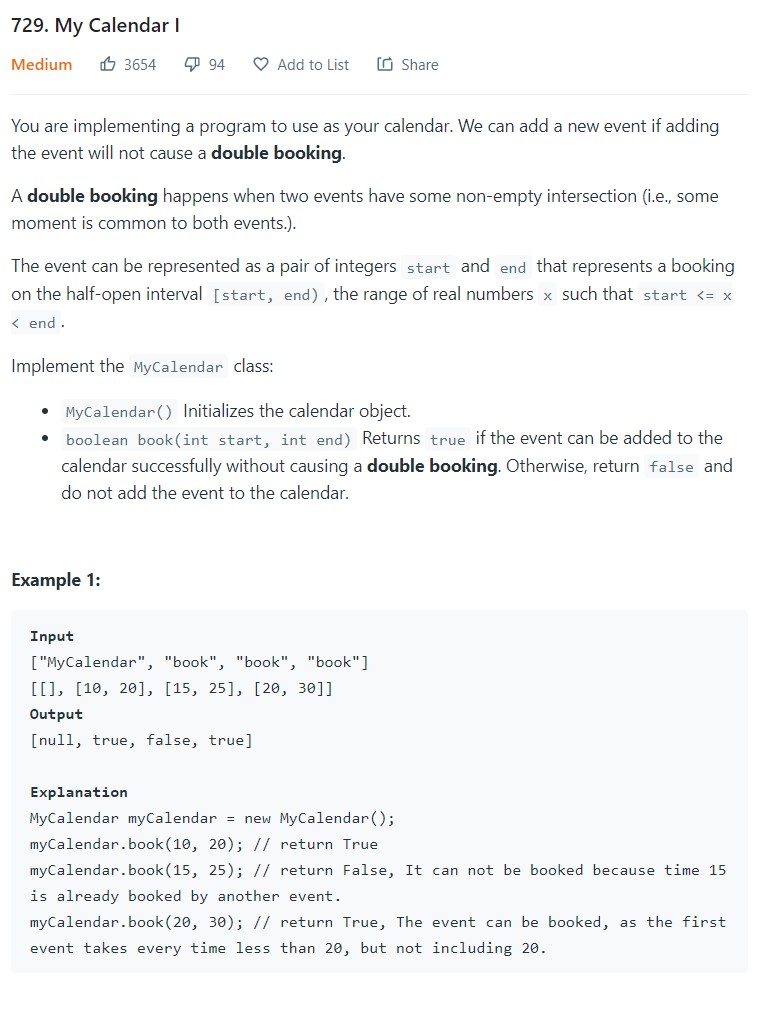 729. My Calendar I
Medium 3654 94 Add to List Share
You are implementing a program to use as your calendar. We can add a new event if adding
the event will not cause a double booking.
A double booking happens when two events have some non-empty intersection (i.e., some
moment is common to both events.).
The event can be represented as a pair of integers start and end that represents a booking
on the half-open interval [start, end), the range of real numbers x such that start <= x
< end.
Implement the MyCalendar class:
• MyCalendar() Initializes the calendar object.
• boolean book(int start, int end) Returns true if the event can be added to the
calendar successfully without causing a double booking. Otherwise, return false and
do not add the event to the calendar.
Example 1:
Input
["MyCalendar", "book", "book", "book"]
[[], [10, 20], [15, 25], [20, 30]]
Output
[null, true, false, true]
Explanation
MyCalendar myCalendar = new MyCalendar();
myCalendar.book(10, 20); // return True
myCalendar.book(15, 25); // return False, It can not be booked because time 15
is already booked by another event.
myCalendar.book(20, 30); // return True, The event can be booked, as the first
event takes every time less than 20, but not including 20.